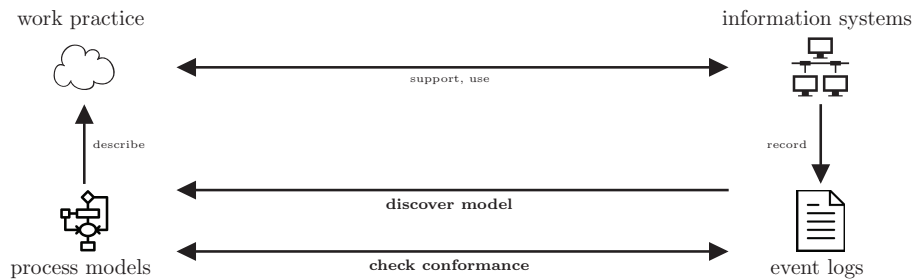 work practice
information systems
support, use
describe
record
discover model
check conformance
process models
event logs